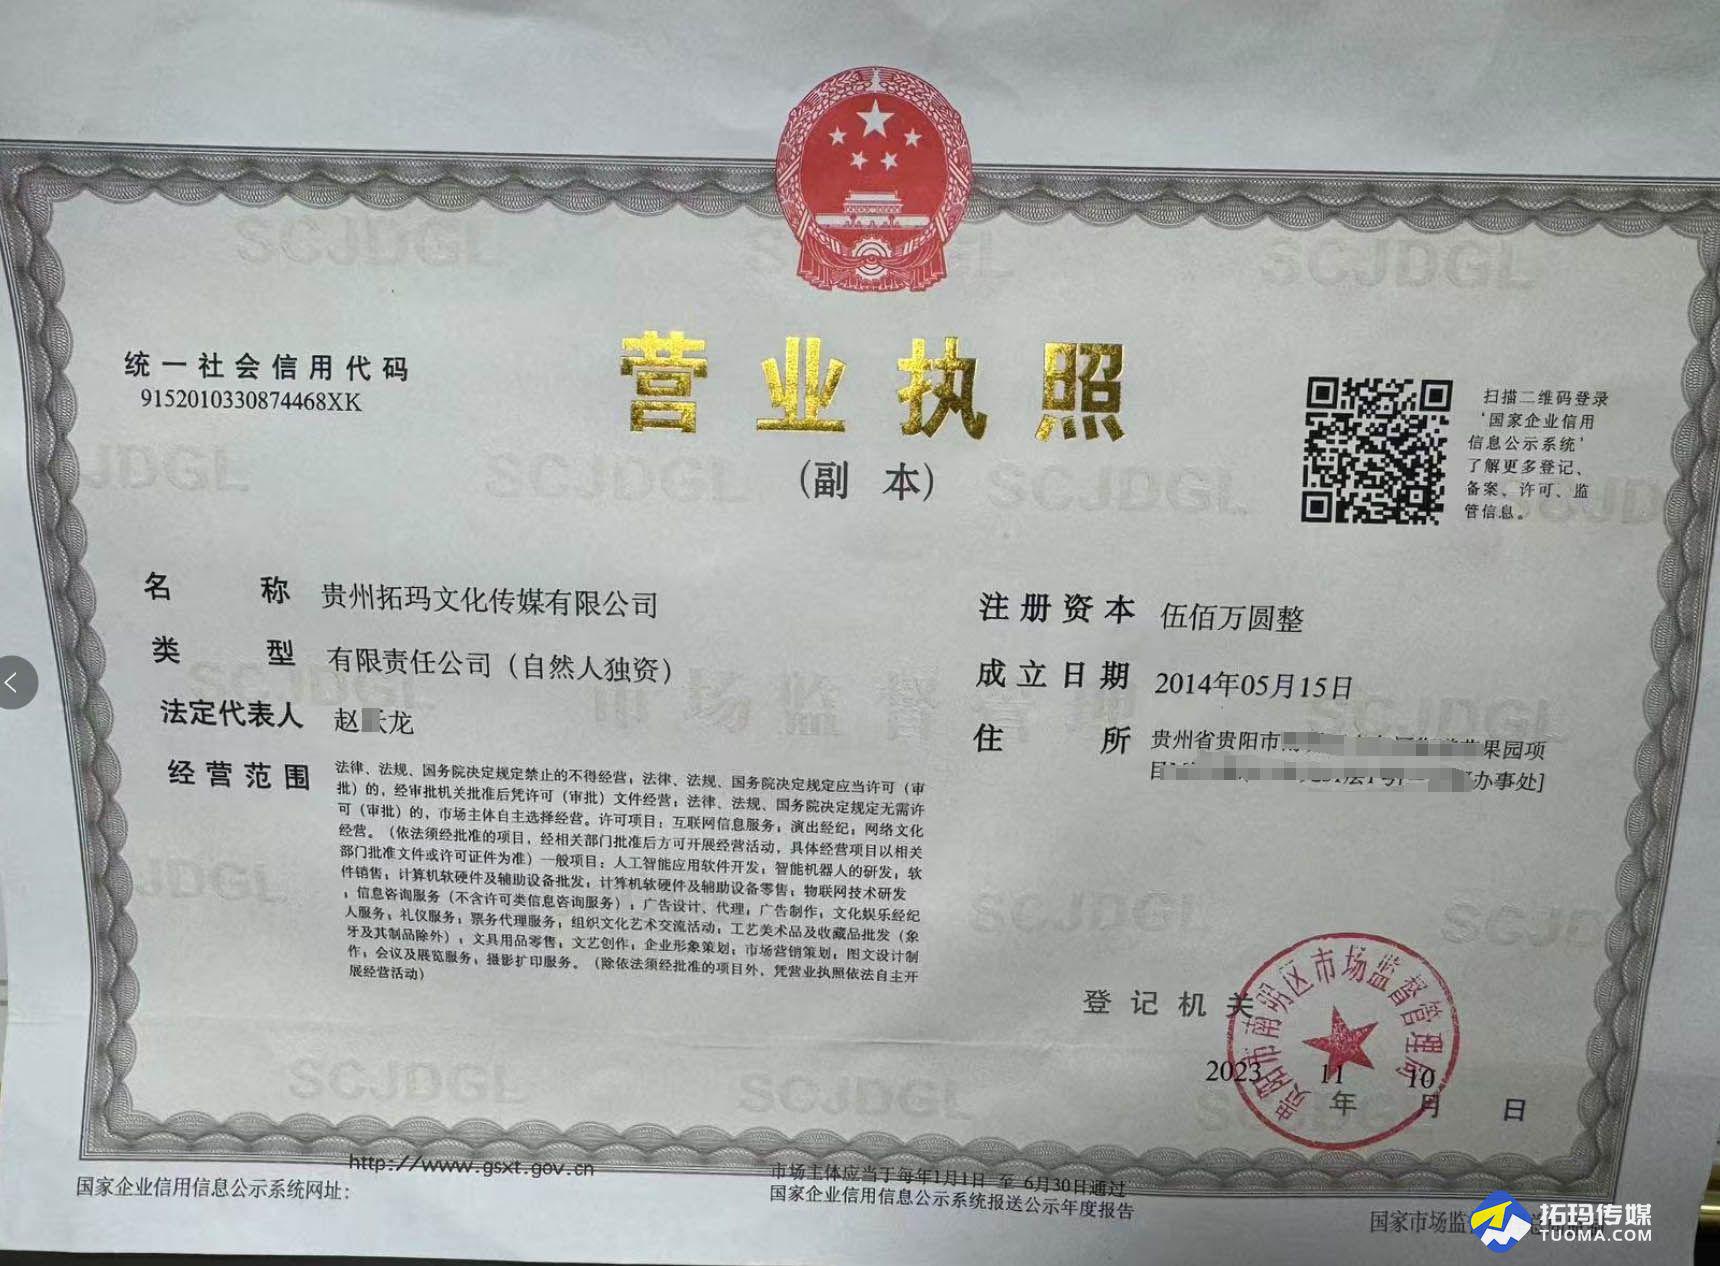 统一社会信用代码
9152010330874468XK
营业执照
(副 本)
扫描二维码登录
‘国家企业信用
信息公示系统’
了解更多登记、
备案、许可、监
管信息。
名 称 贵州拓玛文化传媒有限公司
类 型 有限责任公司（自然人独资）
法定代表人 赵 龙
经营范围 法律、法规、国务院决定规定禁止的不得经营；法律、法规、国务院决定规定应当许可（审
批）的，经审批机关批准后凭许可（审批）文件经营；法律、法规、国务院决定规定无需许
可（审批）的，市场主体自主选择经营。许可项目：互联网信息服务；演出经纪；网络文化
经营。（依法须经批准的项目，经相关部门批准后方可开展经营活动，具体经营项目以相关
部门批准文件或许可证件为准）一般项目：人工智能应用软件开发；智能机器人的研发；软
件销售；计算机软硬件及辅助设备批发；计算机软硬件及辅助设备零售；物联网技术研发
；信息咨询服务（不含许可类信息咨询服务）；广告设计、代理；广告制作；文化娱乐经纪
人服务；礼仪服务；票务代理服务；组织文化艺术交流活动；工艺美术品及收藏品批发（象
牙及其制品除外）；文具用品零售；文艺创作；企业形象策划；市场营销策划；图文设计制
作；会议及展览服务；摄影扩印服务。（除依法须经批准的项目外，凭营业执照依法自主开
展经营活动）
注册资本 伍佰万圆整
成立日期 2014年05月15日
住 所 贵州省贵阳市 果园项
目 办事处]
登记机关
贵阳市南明区市场监督管理局
2023 年 11 月 10 日
http://www.gsxt.gov.cn
国家企业信用信息公示系统网址：
市场主体应当于每年1月1日 至 6月30日通过
国家企业信用信息公示系统报送公示年度报告
国家市场监
拓玛传媒
TUOMA.COM
SCJDGL
市场监督管理